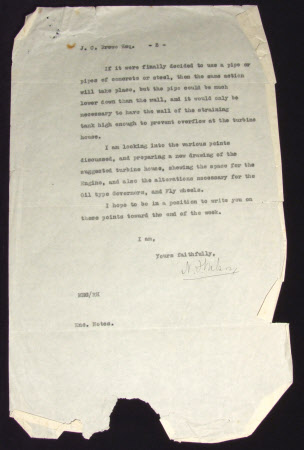 J. C. Brown Esq. - 2 -
If it were finally decided to use a pipe or
pipes of concrete or steel, then the same action
will take place, but the pipe could be much
lower down than the wall, and it would only be
necessary to have the wall of the straining
tank high enough to prevent overflow at the turbine
house.
I am looking into the various points
discussed, and preparing a new drawing of the
suggested turbine house, shewing the space for the
Engine, and also the alterations necessary for the
Oil type Governors, and Fly wheels.
I hope to be in a position to write you on
these points toward the end of the week.
I am,
Yours faithfully,
Enc. Notes.